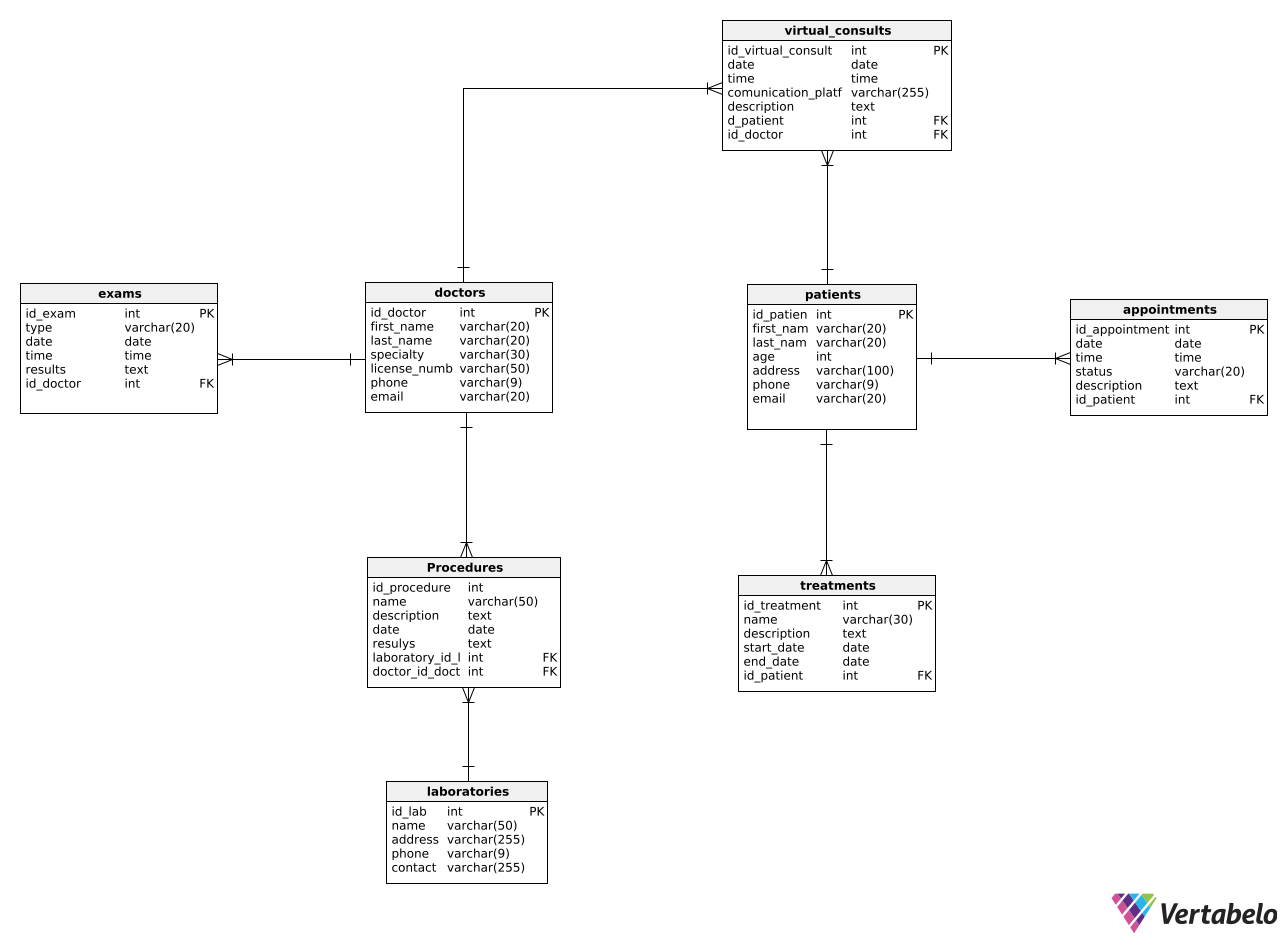 virtual_consults
id_virtual_consult int PK
date date
time time
comunication_platf varchar(255)
description text
d_patient int FK
id_doctor int FK
exams
id_exam int PK
type varchar(20)
date date
time time
results text
id_doctor int FK
doctors
id_doctor int PK
first_name varchar(20)
last_name varchar(20)
specialty varchar(30)
license_numb varchar(50)
phone varchar(9)
email varchar(20)
patients
id_patien int PK
first_nam varchar(20)
last_nam varchar(20)
age int
address varchar(100)
phone varchar(9)
email varchar(20)
appointments
id_appointment int PK
date date
time time
status varchar(20)
description text
id_patient int FK
Procedures
id_procedure int
name varchar(50)
description text
date date
resulys text
laboratory_id_l int FK
doctor_id_doct int FK
treatments
id_treatment int PK
name varchar(30)
description text
start_date date
end_date date
id_patient int FK
laboratories
id_lab int PK
name varchar(50)
address varchar(255)
phone varchar(9)
contact varchar(255)
Vertabelo